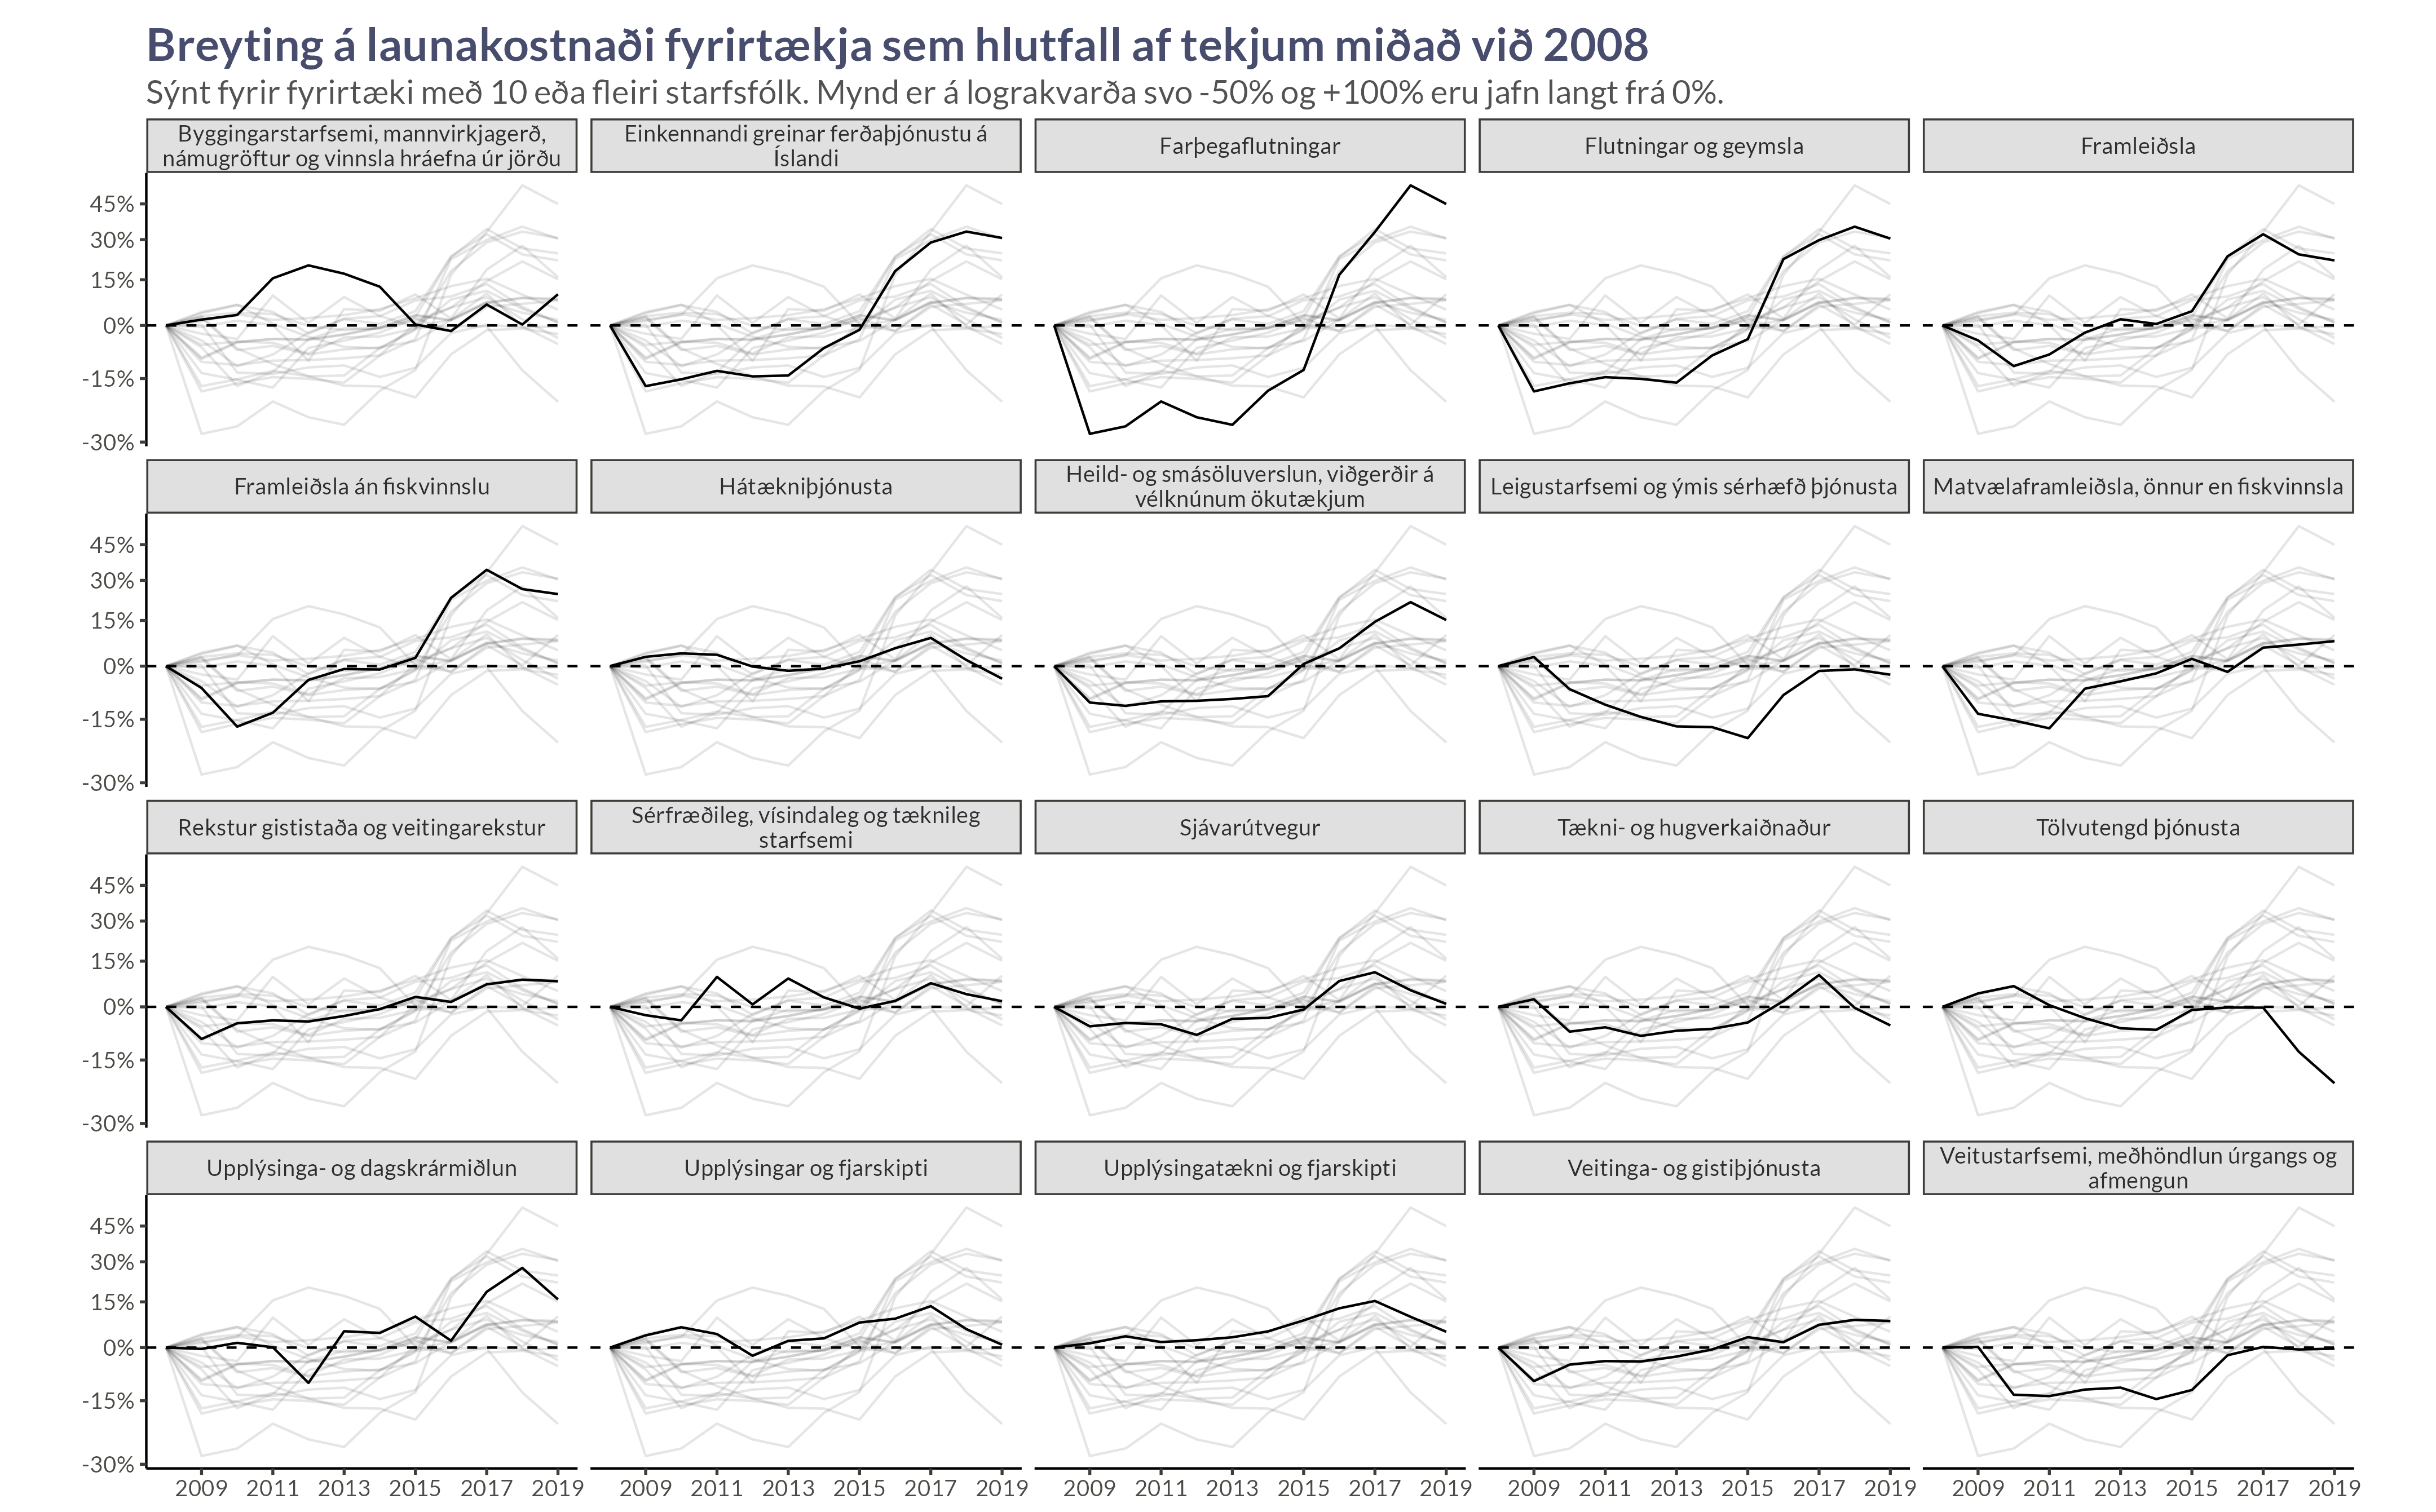 Breyting á launakostnaði fyrirtækja sem hlutfall af tekjum miðað við 2008
Sýnt fyrir fyrirtæki með 10 eða fleiri starfsfólk. Mynd er á lograkvarða svo -50% og +100% eru jafn langt frá 0%.
Byggingarstarfsemi, mannvirkjagerð,
námugröftur og vinnsla hráefna úr jörðu
Einkennandi greinar ferðaþjónustu á
Íslandi
Farþegaflutningar
Flutningar og geymsla
Framleiðsla
45%
30%
15%
0%
-15%
-30%
Framleiðsla án fiskvinnslu
Hátækniþjónusta
Heild- og smásöluverslun, viðgerðir á
vélknúnum ökutækjum
Leigustarfsemi og ýmis sérhæfð þjónusta
Matvælaframleiðsla, önnur en fiskvinnsla
45%
30%
15%
0%
-15%
-30%
Rekstur gististaða og veitingarekstur
Sérfræðileg, vísindaleg og tæknileg
starfsemi
Sjávarútvegur
Tækni- og hugverkaiðnaður
Tölvutengd þjónusta
45%
30%
15%
0%
-15%
-30%
Upplýsinga- og dagskrármiðlun
Upplýsingar og fjarskipti
Upplýsingatækni og fjarskipti
Veitinga- og gistiþjónusta
Veitustarfsemi, meðhöndlun úrgangs og
afmengun
45%
30%
15%
0%
-15%
-30%
2009 2011 2013 2015 2017 2019
2009 2011 2013 2015 2017 2019
2009 2011 2013 2015 2017 2019
2009 2011 2013 2015 2017 2019
2009 2011 2013 2015 2017 2019